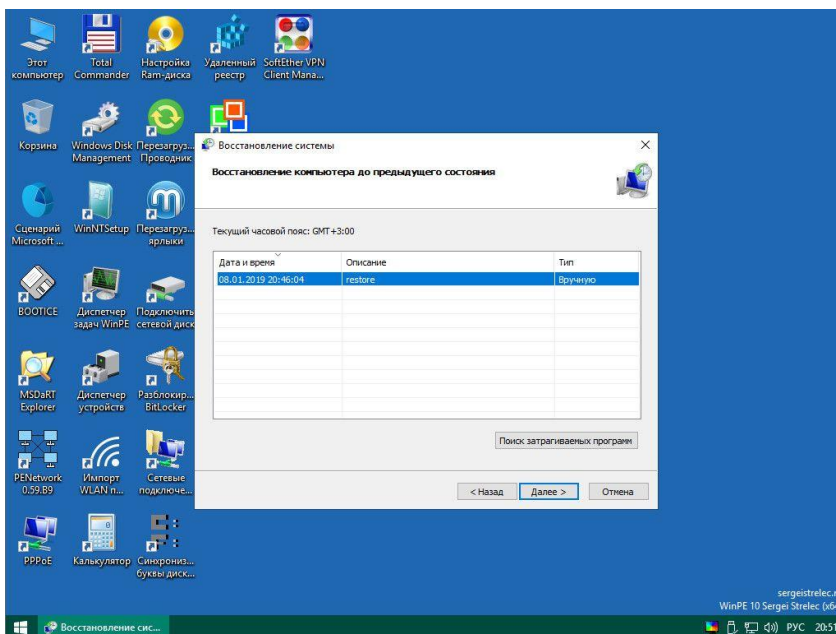 Этот
компьютер
Total
Commander
Настройка
Ram-диска
Удаленный
реестр
SoftEther VPN
Client Mana...
Корзина
Windows Disk
Management
Перезагруз...
Проводник
Восстановление системы
Восстановление компьютера до предыдущего состояния
Сценарий
Microsoft ...
WinNTSetup
Перезагруз...
ярлыки
Текущий часовой пояс: GMT+3:00
Дата и время Описание Тип
08.01.2019 20:46:04 restore Вручную
BOOTICE
Диспетчер
задач WinPE
Подключить
сетевой диск
MSDaRT
Explorer
Диспетчер
устройств
Разблокир...
BitLocker
Поиск затрагиваемых программ
PENetwork
0.59.B9
Импорт
WLAN п...
Сетевые
подключе...
< Назад Далее > Отмена
PPPoE
Калькулятор
Синхрониз...
буквы диск...
sergeistrelec.
WinPE 10 Sergei Strelec (x6
Восстановление сис...
РУС 20:51